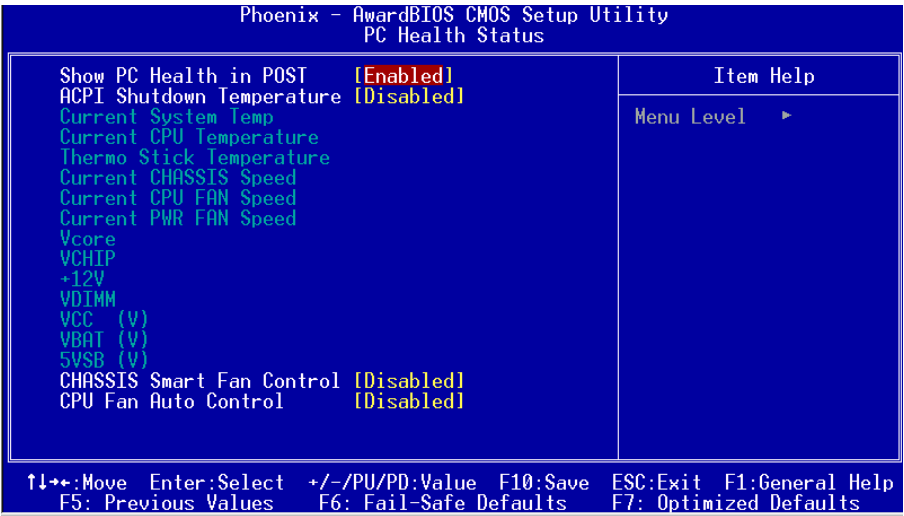 Phoenix - AwardBIOS CMOS Setup Utility
PC Health Status
Show PC Health in POST [Enabled]
ACPI Shutdown Temperature [Disabled]
Current System Temp
Current CPU Temperature
Thermo Stick Temperature
Current CHASSIS Speed
Current CPU FAN Speed
Current PWR FAN Speed
Vcore
VCHIP
+12V
VDIMM
VCC (V)
VBAT (V)
5VSB (V)
CHASSIS Smart Fan Control [Disabled]
CPU Fan Auto Control [Disabled]
Item Help
Menu Level ►
↑↓→←:Move Enter:Select +/-/PU/PD:Value F10:Save ESC:Exit F1:General Help
F5: Previous Values F6: Fail-Safe Defaults F7: Optimized Defaults